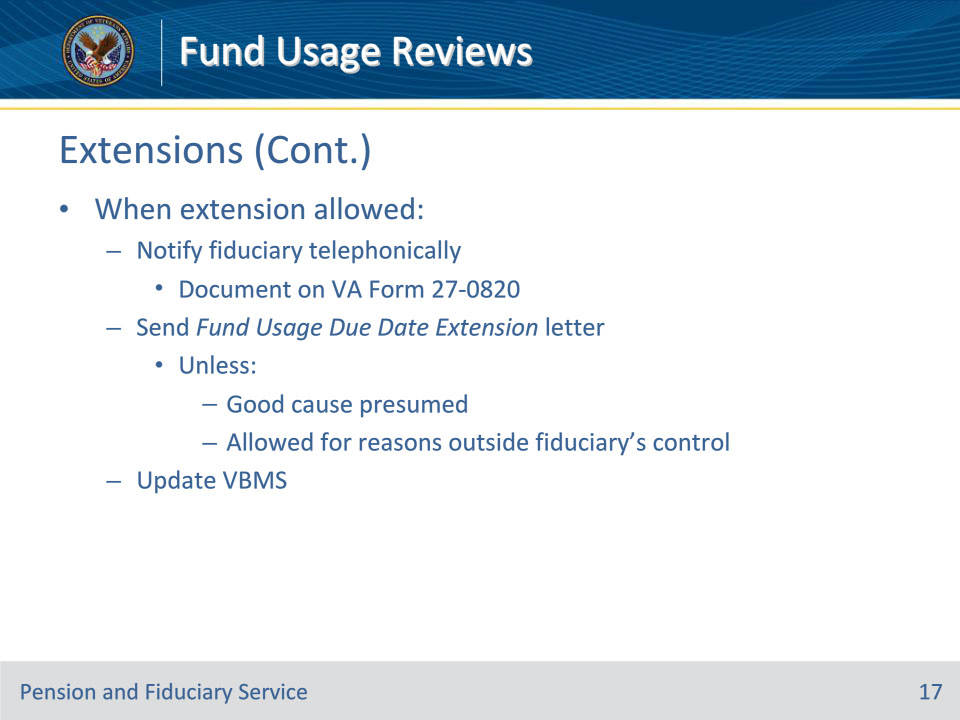 Fund Usage Reviews
Extensions (Cont.)
• When extension allowed:
– Notify fiduciary telephonically
• Document on VA Form 27-0820
– Send Fund Usage Due Date Extension letter
• Unless:
– Good cause presumed
– Allowed for reasons outside fiduciary’s control
– Update VBMS
Pension and Fiduciary Service
17